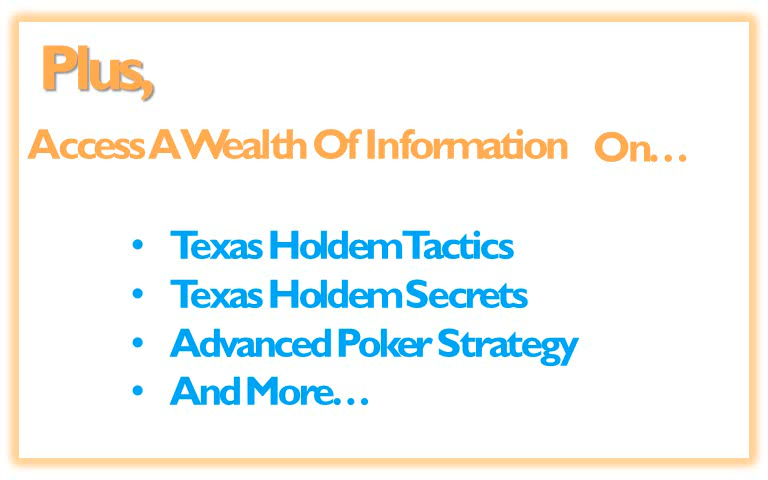 Plus,
Access A Wealth Of Information On…
• Texas Holdem Tactics
• Texas Holdem Secrets
• Advanced Poker Strategy
• And More…